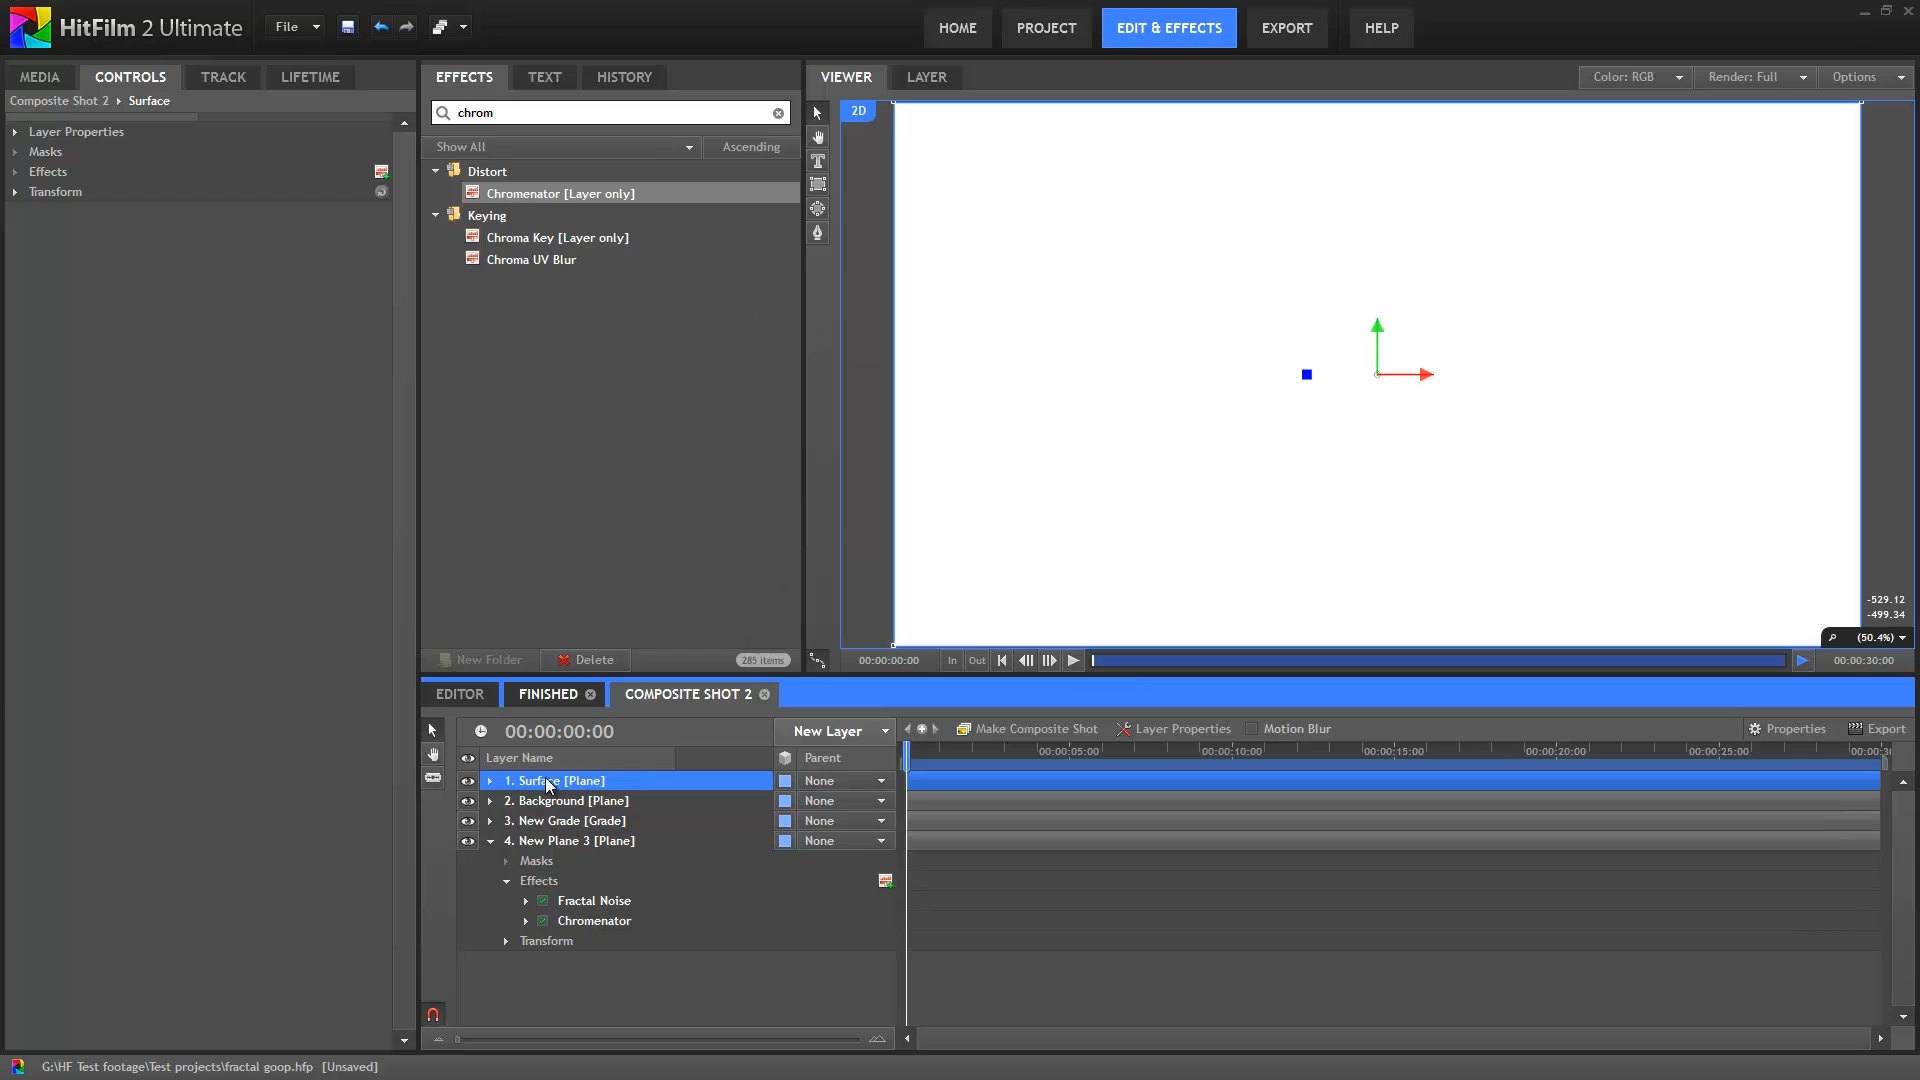 HitFilm 2 Ultimate
File
HOME
PROJECT
EDIT & EFFECTS
EXPORT
HELP
MEDIA
CONTROLS
TRACK
LIFETIME
Composite Shot 2 Surface
Layer Properties
Masks
Effects
Transform
EFFECTS
TEXT
HISTORY
chrom
Show All
Ascending
Distort
Chromenator [Layer only]
Keying
Chroma Key [Layer only]
Chroma UV Blur
New Folder
Delete
285 items
VIEWER
LAYER
Color: RGB
Render: Full
Options
2D
-529.12
-499.34
(50.4%)
00:00:00:00
In
Out
00:00:30:00
EDITOR
FINISHED
COMPOSITE SHOT 2
00:00:00:00
New Layer
Make Composite Shot
Layer Properties
Motion Blur
Properties
Export
Layer Name
Parent
00:00:05:00
00:00:10:00
00:00:15:00
00:00:20:00
00:00:25:00
1. Surface [Plane]
None
2. Background [Plane]
None
3. New Grade [Grade]
None
4. New Plane 3 [Plane]
None
Masks
Effects
Fractal Noise
Chromenator
Transform
G:\HF Test footage\Test projects\fractal goop.hfp [Unsaved]